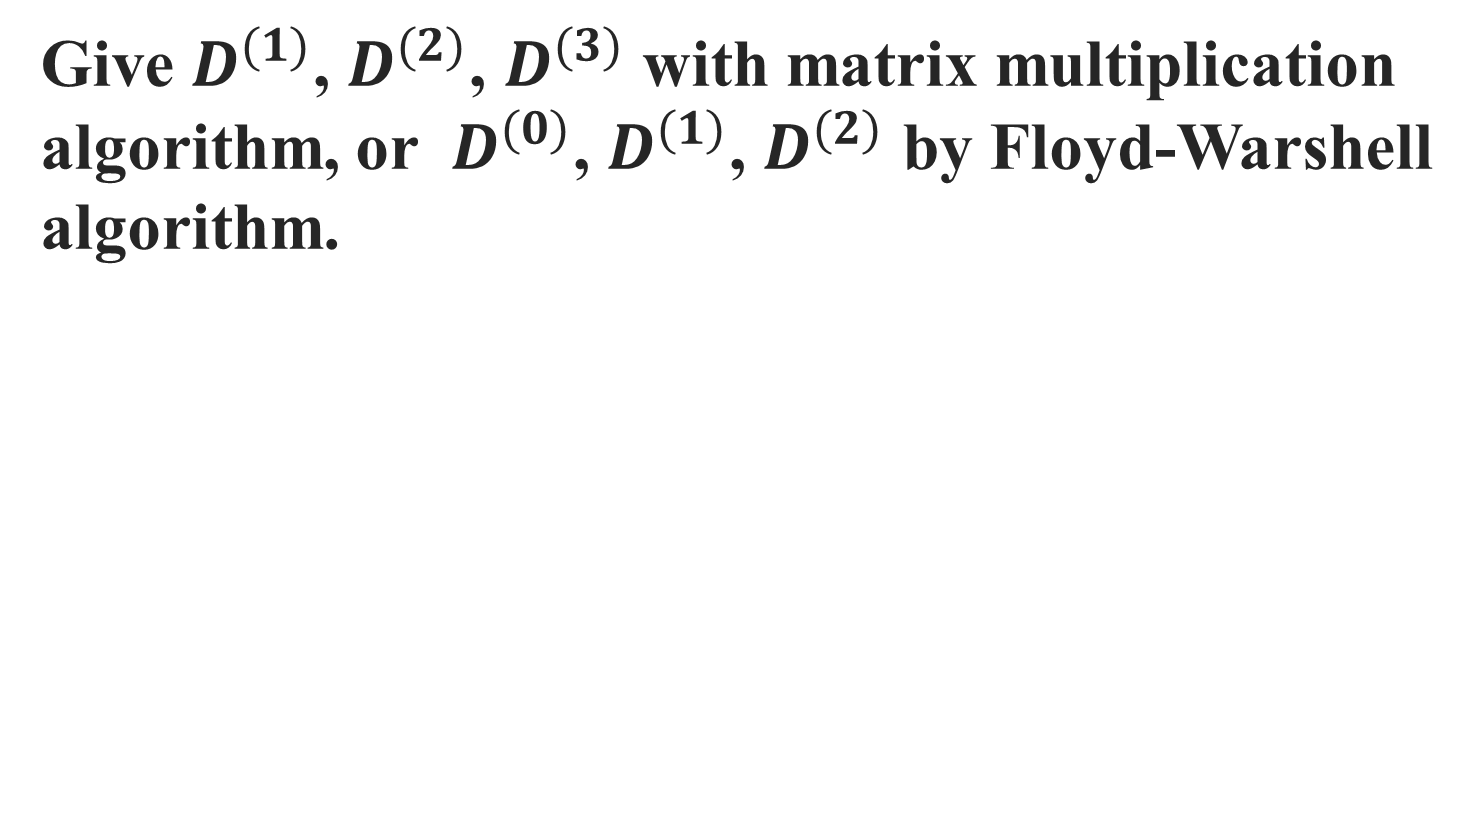 Give D⁽¹⁾, D⁽²⁾, D⁽³⁾ with matrix multiplication
algorithm, or D⁽⁰⁾, D⁽¹⁾, D⁽²⁾ by Floyd-Warshell
algorithm.